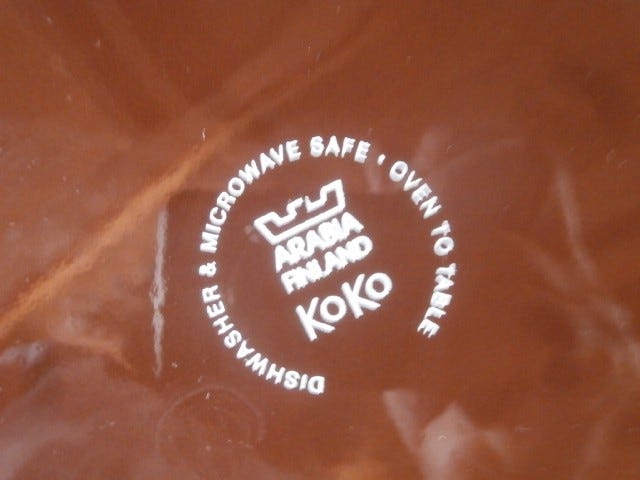 DISHWASHER & MICROWAVE SAFE · OVEN TO TABLE
ARABIA
FINLAND
KOKO